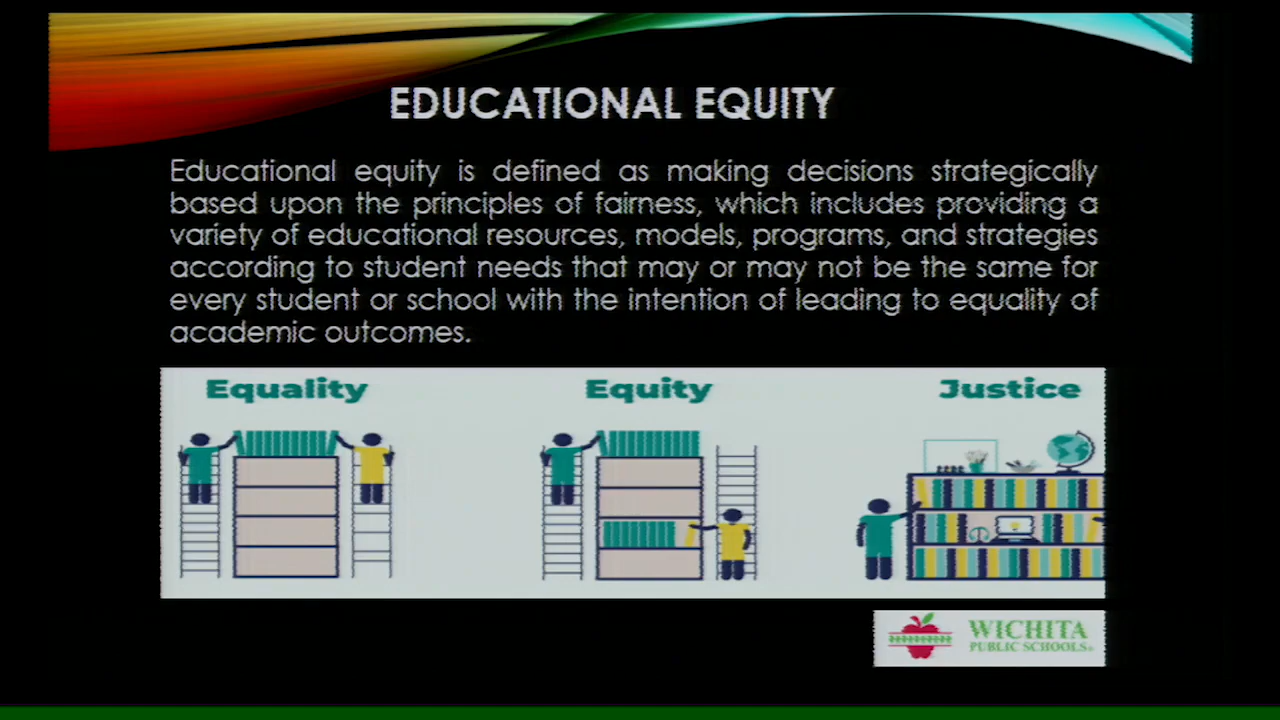 EDUCATIONAL EQUITY
Educational equity is defined as making decisions strategically
based upon the principles of fairness, which includes providing a
variety of educational resources, models, programs, and strategies
according to student needs that may or may not be the same for
every student or school with the intention of leading to equality of
academic outcomes.
Equality Equity Justice
WICHITA
PUBLIC SCHOOLS®